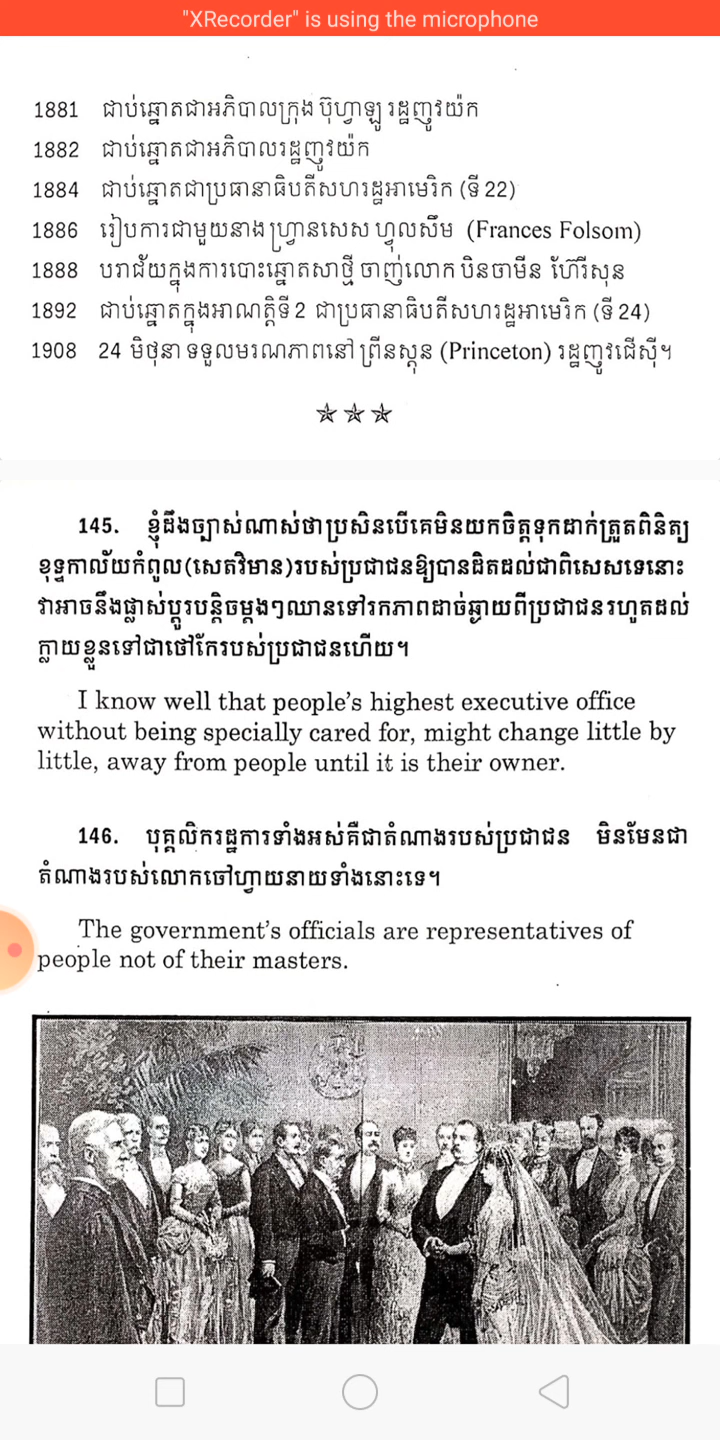 "XRecorder" is using the microphone
1881 ជាប់ឆ្នោតជាអភិបាលក្រុង ប៊ុហ្វាឡូ រដ្ឋញូវយ៉ក
1882 ជាប់ឆ្នោតជាអភិបាលរដ្ឋញូវយ៉ក
1884 ជាប់ឆ្នោតជាប្រធានាធិបតីសហរដ្ឋអាមេរិក (ទី 22)
1886 រៀបការជាមួយនាង ហ្វ្រានសេស ហ្វុលសឹម (Frances Folsom)
1888 បរាជ័យក្នុងការបោះឆ្នោតសាថ្មី ចាញ់លោក បិនចាមីន ហ៊ែរីសុន
1892 ជាប់ឆ្នោតក្នុងអាណត្តិទី 2 ជាប្រធានាធិបតីសហរដ្ឋអាមេរិក (ទី 24)
1908 24 មិថុនា ទទួលមរណភាពនៅ ព្រីនស្តុន (Princeton) រដ្ឋញូវជើស៊ី។
145. ខ្ញុំដឹងច្បាស់ណាស់ថាប្រសិនបើគេមិនយកចិត្តទុកដាក់ត្រួតពិនិត្យ
ខុទ្ទកាល័យកំពូល(សេតវិមាន)របស់ប្រជាជនឱ្យបានដិតដល់ជាពិសេសទេនោះ
វាអាចនឹងផ្លាស់ប្តូរបន្តិចម្តងៗឈានទៅរកភាពដាច់ឆ្ងាយពីប្រជាជនរហូតដល់
ក្លាយខ្លួនទៅជាថៅកែរបស់ប្រជាជនហើយ។
I know well that people’s highest executive office
without being specially cared for, might change little by
little, away from people until it is their owner.
146. បុគ្គលិករដ្ឋការទាំងអស់គឺជាតំណាងរបស់ប្រជាជន មិនមែនជា
តំណាងរបស់លោកចៅហ្វាយនាយទាំងនោះទេ។
The government’s officials are representatives of
people not of their masters.